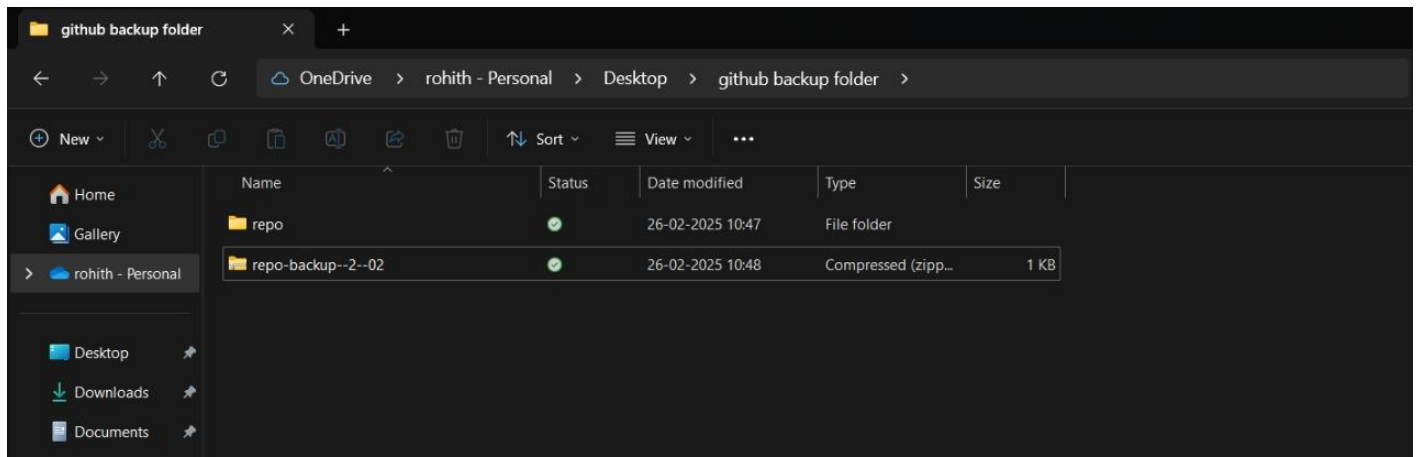 github backup folder
OneDrive > rohith - Personal > Desktop > github backup folder >
New Sort View
Name Status Date modified Type Size
Home
Gallery
rohith - Personal
Desktop
Downloads
Documents
repo 26-02-2025 10:47 File folder
repo-backup--2--02 26-02-2025 10:48 Compressed (zipp... 1 KB